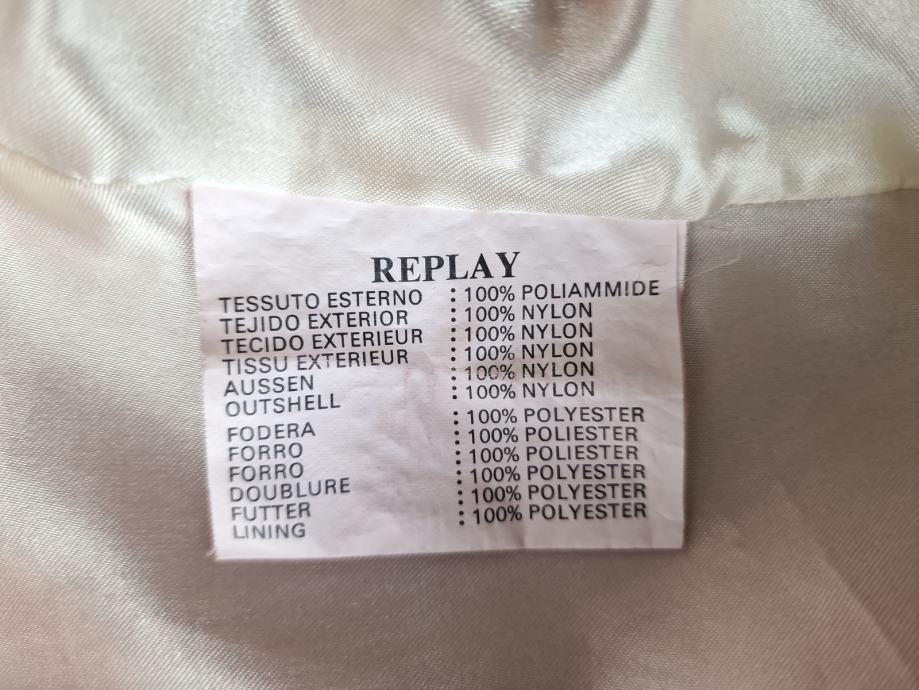 REPLAY
TESSUTO ESTERNO : 100% POLIAMMIDE
TEJIDO EXTERIOR : 100% NYLON
TECIDO EXTERIEUR : 100% NYLON
TISSU EXTERIEUR : 100% NYLON
AUSSEN : 100% NYLON
OUTSHELL : 100% NYLON
FODERA : 100% POLYESTER
FORRO : 100% POLIESTER
FORRO : 100% POLIESTER
DOUBLURE : 100% POLYESTER
FUTTER : 100% POLYESTER
LINING : 100% POLYESTER